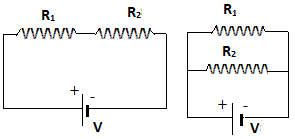 R1 R2
+ -
V
R1
R2
+ -
V